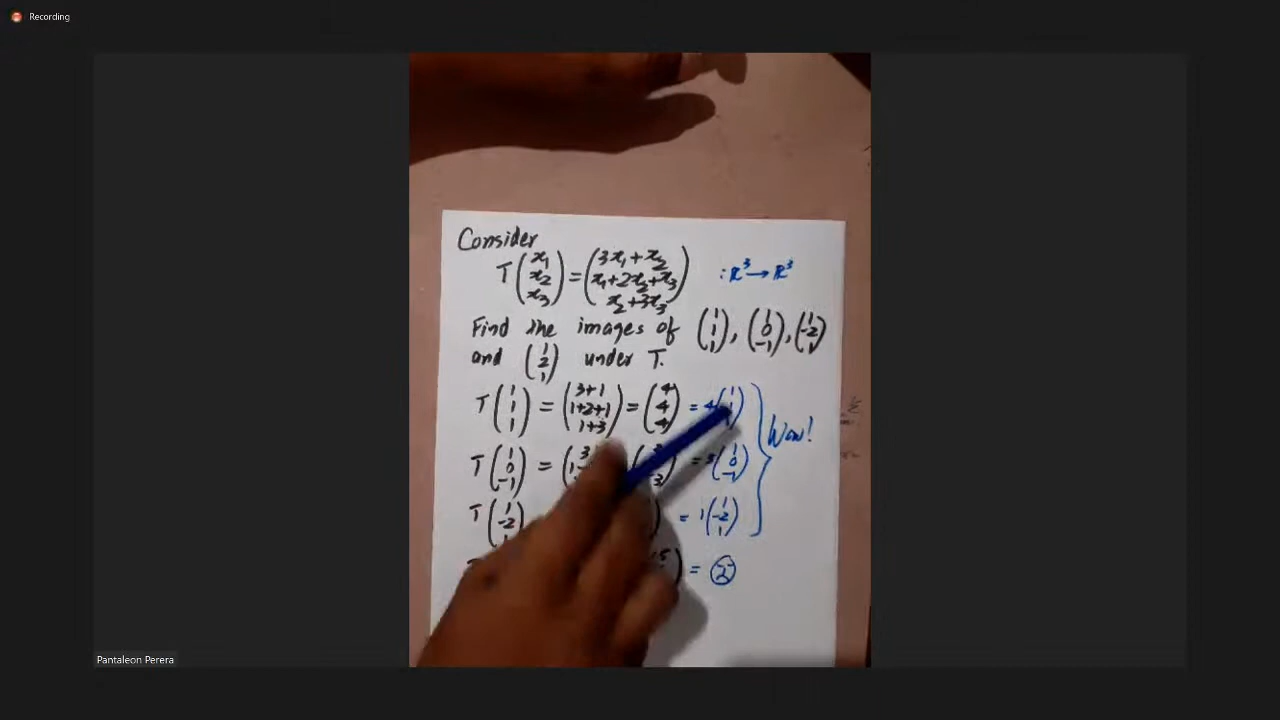 Recording
Consider
T(x1 x2 x3) = (3x1+x2 x1+2x2+x3 x2+3x3) : R³→R³
Find the images of (1 1 1), (1 0 -1), (1 -2 1)
and (1 2 1) under T.
T(1 1 1) = (3+1 1+2+1 1+3) = (4 4 4) = 4(1
T(1 0 -1) = (3 = 3(1 0 -1)
Wow!
T(1 -2 = 1(1 -2 1)
=
Pantaleon Perera